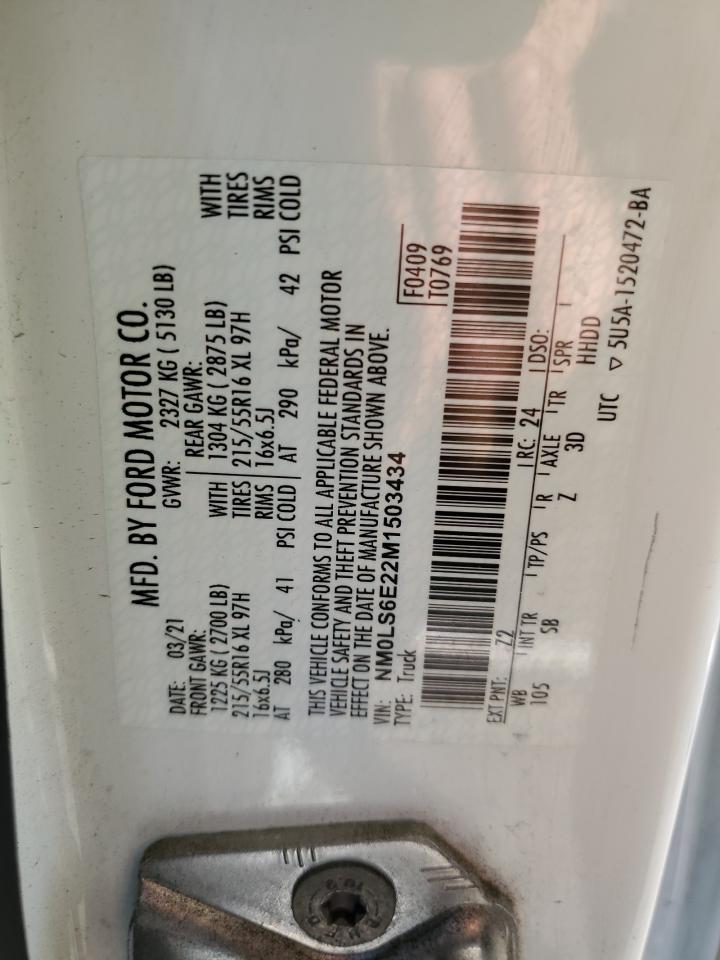 MFD. BY FORD MOTOR CO.
DATE: 03/21 GVWR: 2327 KG ( 5130 LB)
FRONT GAWR: REAR GAWR:
1225 KG ( 2700 LB) WITH 1304 KG ( 2875 LB) WITH
215/55R16 XL 97H TIRES 215/55R16 XL 97H TIRES
16x6.5J RIMS 16x6.5J RIMS
AT 280 kPa/ 41 PSI COLD AT 290 kPa/ 42 PSI COLD
THIS VEHICLE CONFORMS TO ALL APPLICABLE FEDERAL MOTOR
VEHICLE SAFETY AND THEFT PREVENTION STANDARDS IN
EFFECT ON THE DATE OF MANUFACTURE SHOWN ABOVE.
VIN: NM0LS6E22M1503434
TYPE: Truck
F0409
T0769
EXT PNT: Z2 RC: 24 DSO:
WB INT TR TP/PS R AXLE TR SPR
105 SB Z 3D HHDD
UTC ▽ 5U5A-1520472-BA